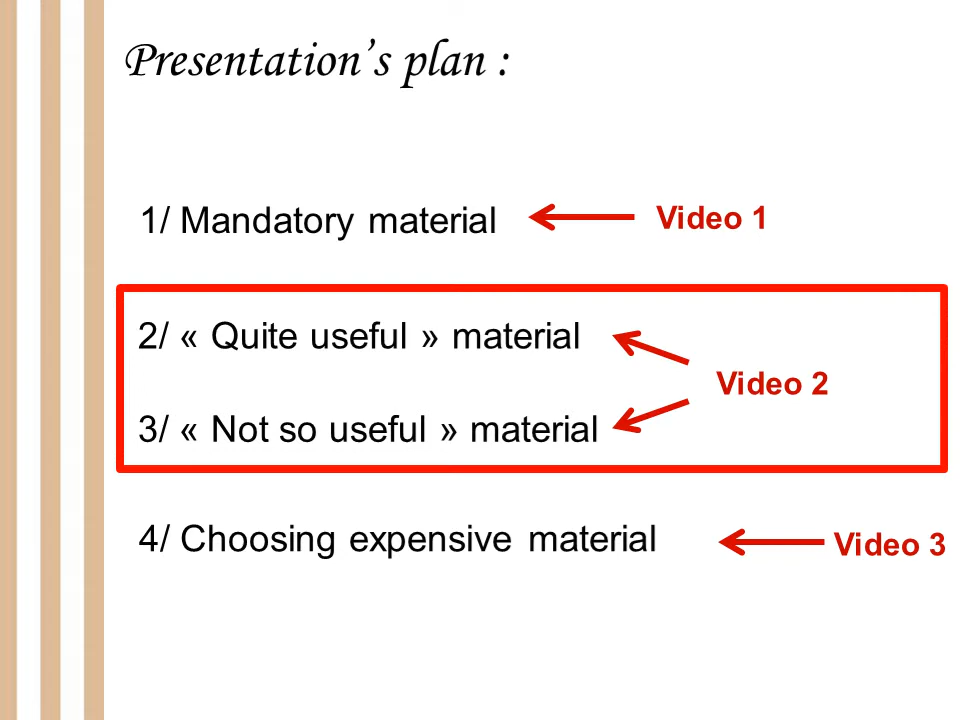 Presentation’s plan :
1/ Mandatory material
Video 1
2/ « Quite useful » material
Video 2
3/ « Not so useful » material
4/ Choosing expensive material
Video 3